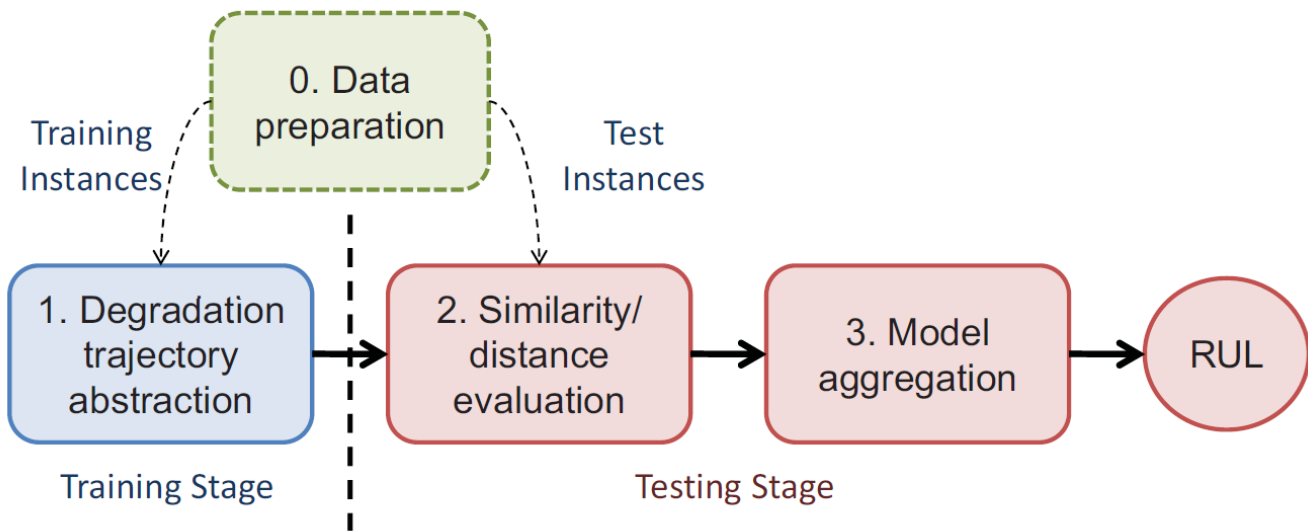 0. Data
preparation
Training
Instances
Test
Instances
1. Degradation
trajectory
abstraction
2. Similarity/
distance
evaluation
3. Model
aggregation
RUL
Training Stage
Testing Stage